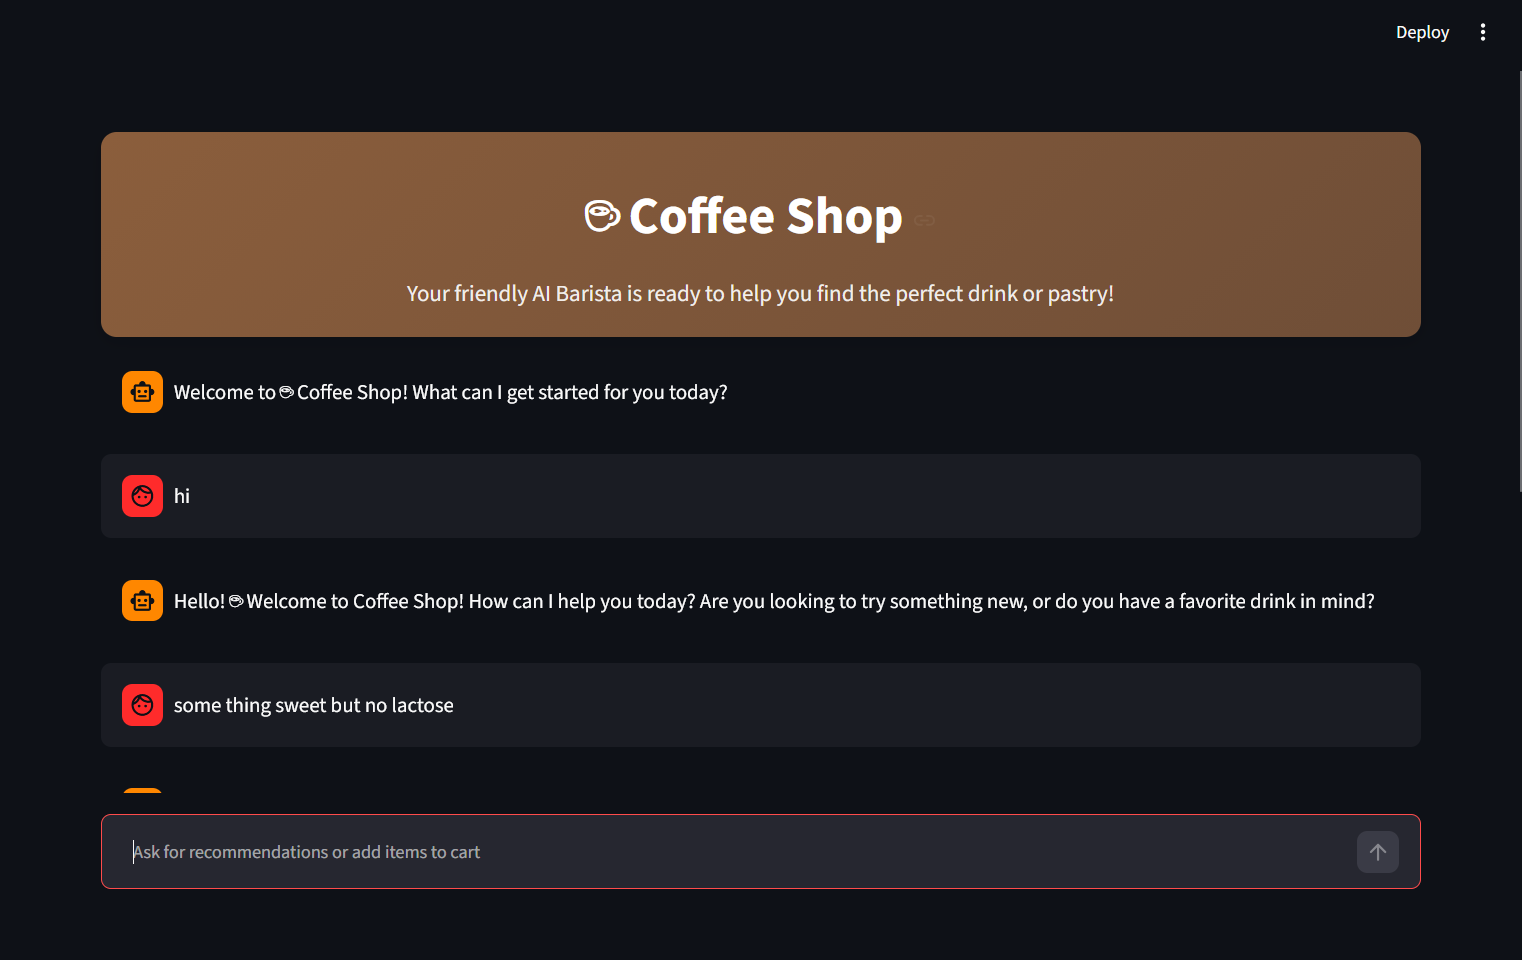 Deploy
Coffee Shop
Your friendly AI Barista is ready to help you find the perfect drink or pastry!
Welcome to ☕ Coffee Shop! What can I get started for you today?
hi
Hello! ☕ Welcome to Coffee Shop! How can I help you today? Are you looking to try something new, or do you have a favorite drink in mind?
some thing sweet but no lactose
Ask for recommendations or add items to cart